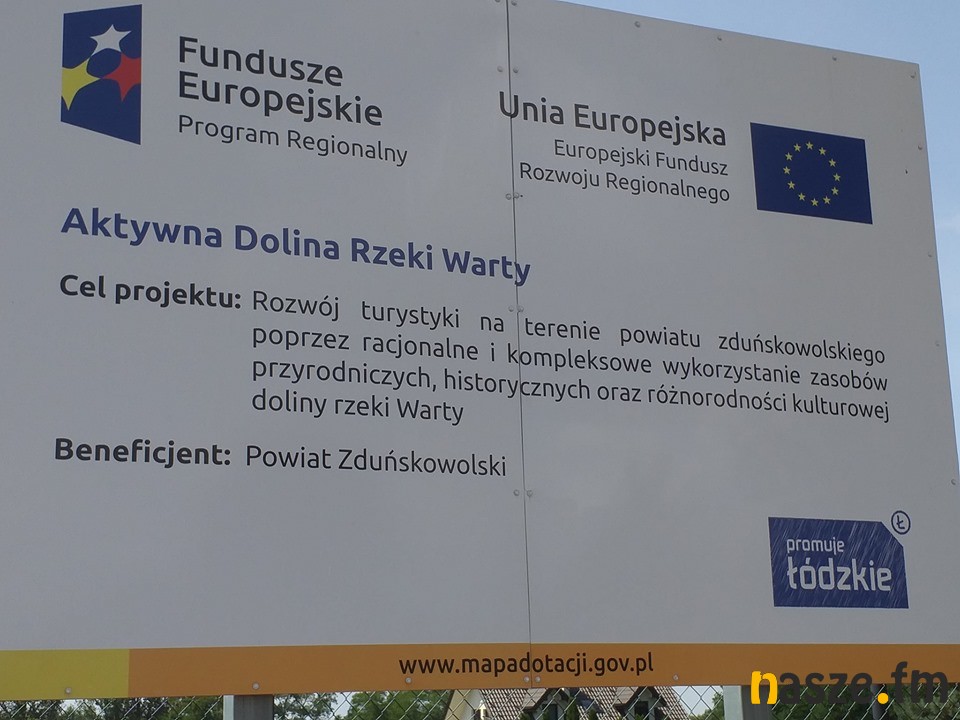 Fundusze
Europejskie
Program Regionalny
Unia Europejska
Europejski Fundusz
Rozwoju Regionalnego
Aktywna Dolina Rzeki Warty
Cel projektu: Rozwój turystyki na terenie powiatu zduńskowolskiego
poprzez racjonalne i kompleksowe wykorzystanie zasobów
przyrodniczych, historycznych oraz różnorodności kulturowej
doliny rzeki Warty
Beneficjent: Powiat Zduńskowolski
Ł
promuje
łódzkie
www.mapadotacji.gov.pl
nasze.fm